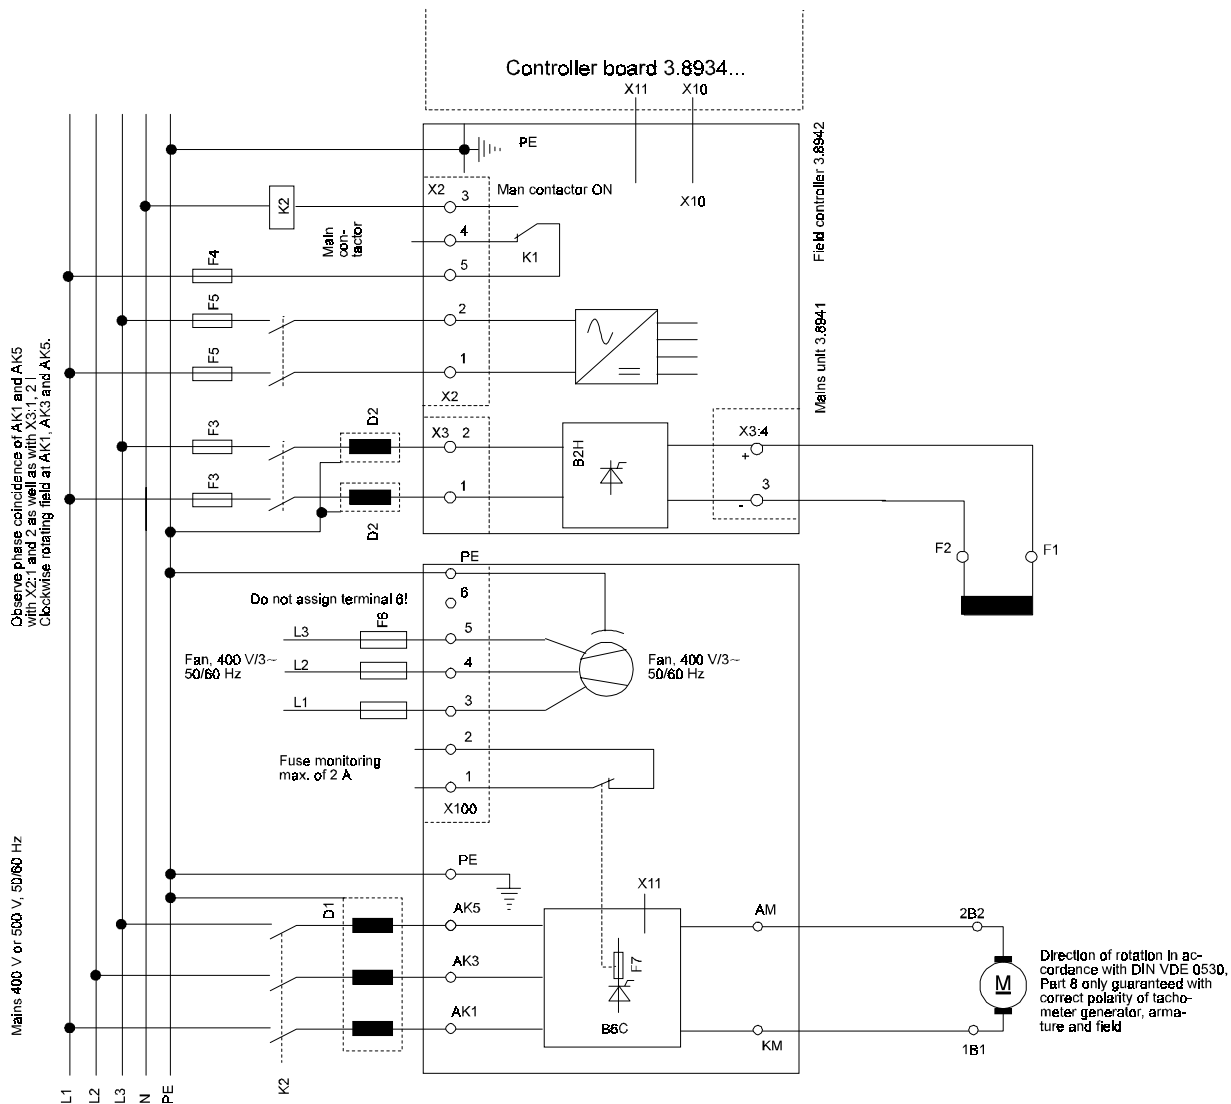 Controller board 3.8934...
X11
X10
PE
Field controller 3.8942
X2
3
Man contactor ON
X10
K2
Main
con-
tactor
4
K1
F4
5
F5
2
Mains unit 3.8941
F5
1
X2
Observe phase coincidence of AK1 and AK5
with X2:1 and 2 as well as with X3:1, 2 !
Clockwise rotating field at AK1, AK3 and AK5.
F3
D2
X3
2
B2H
X3:4
+
F3
1
3
-
D2
F2
F1
PE
Do not assign terminal 6!
6
F6
L3
5
Fan, 400 V/3~
50/60 Hz
L2
4
Fan, 400 V/3~
50/60 Hz
L1
3
2
Fuse monitoring
max. of 2 A
1
X100
Mains 400 V or 500 V, 50/60 Hz
PE
X11
D1
AK5
AM
2B2
AK3
F7
M
Direction of rotation in ac-
cordance with DIN VDE 0530,
Part 8 only guaranteed with
correct polarity of tacho-
meter generator, arma-
ture and field
AK1
B6C
KM
1B1
K2
L1
L2
L3
N
PE